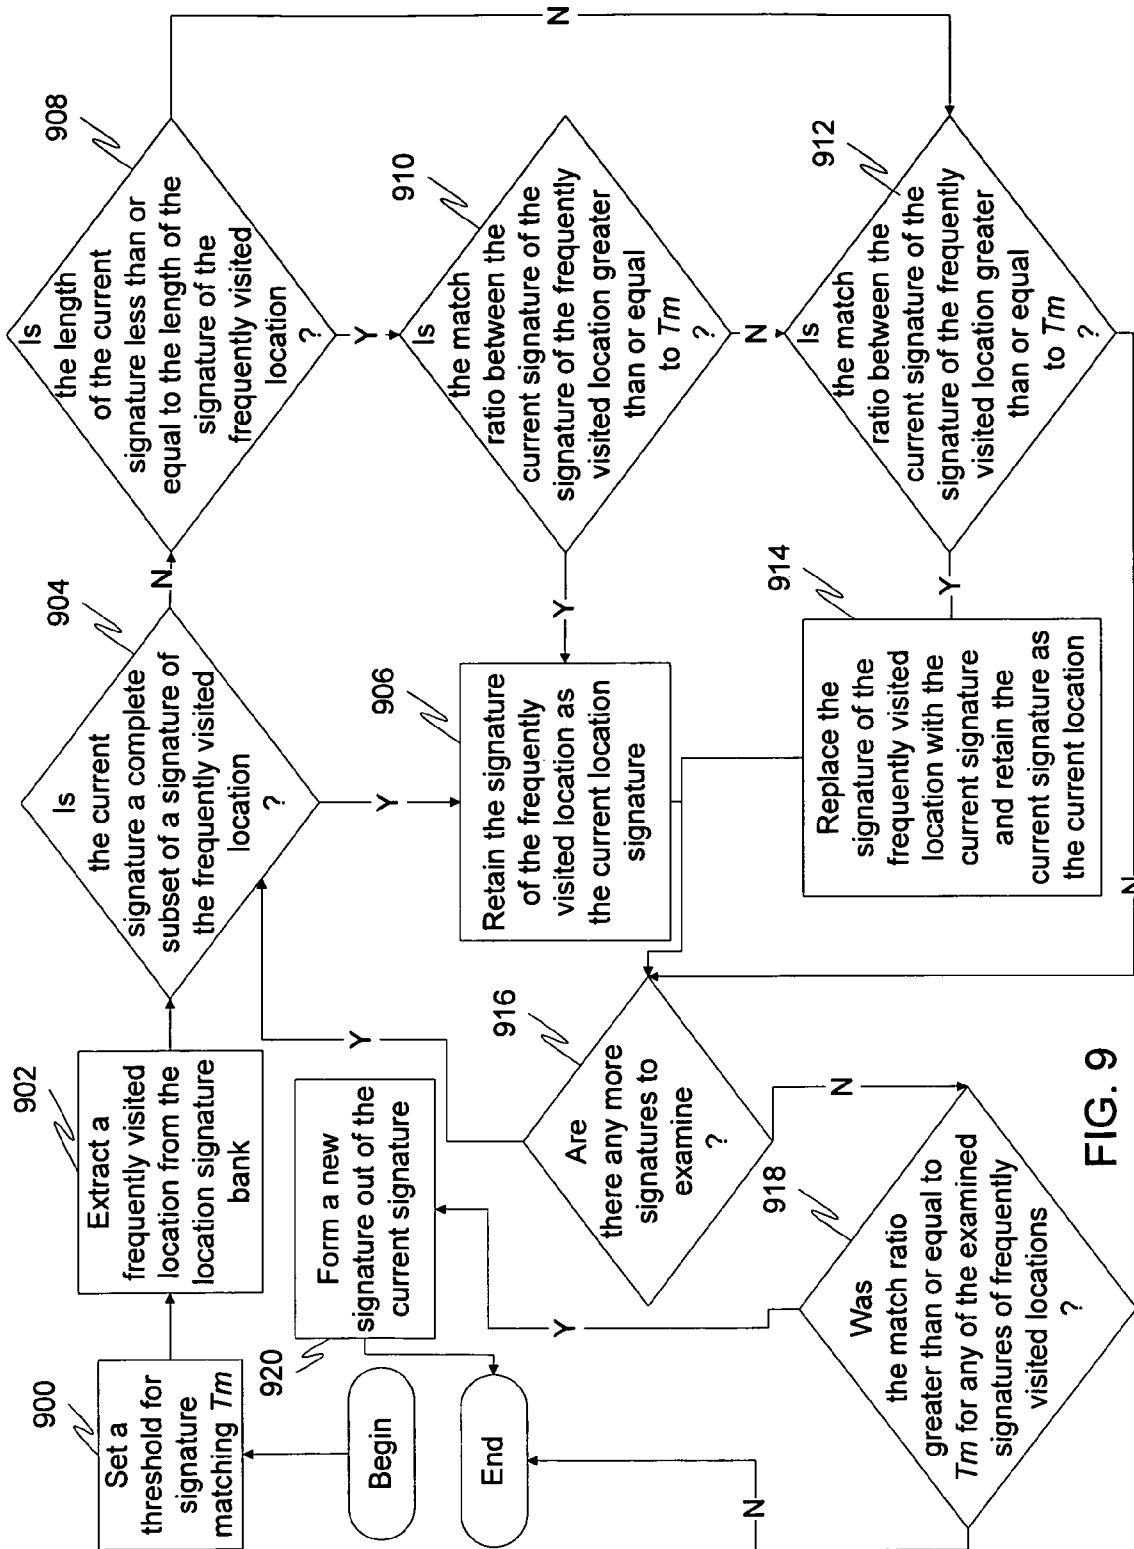 Begin
900
Set a
threshold for
signature
matching Tm
902
Extract a
frequently visited
location from the
location signature
bank
904
Is
the current
signature a complete
subset of a signature of
the frequently visited
location
?
N
Y
908
Is
the length
of the current
signature less than or
equal to the length of the
signature of the
frequently visited
location
?
N
Y
906
Retain the signature
of the frequently
visited location as
the current location
signature
910
Is
the match
ratio between the
current signature of the
signature of the frequently
visited location greater
than or equal
to Tm
?
Y
N
912
Is
the match
ratio between the
current signature of the
signature of the frequently
visited location greater
than or equal
to Tm
?
Y
N
914
Replace the
signature of the
frequently visited
location with the
current signature
and retain the
current signature as
the current location
916
Are
there any more
signatures to
examine
?
Y
N
918
Was
the match ratio
greater than or equal to
Tm for any of the examined
signatures of frequently
visited locations
?
Y
N
920
Form a new
signature out of the
current signature
End
FIG. 9